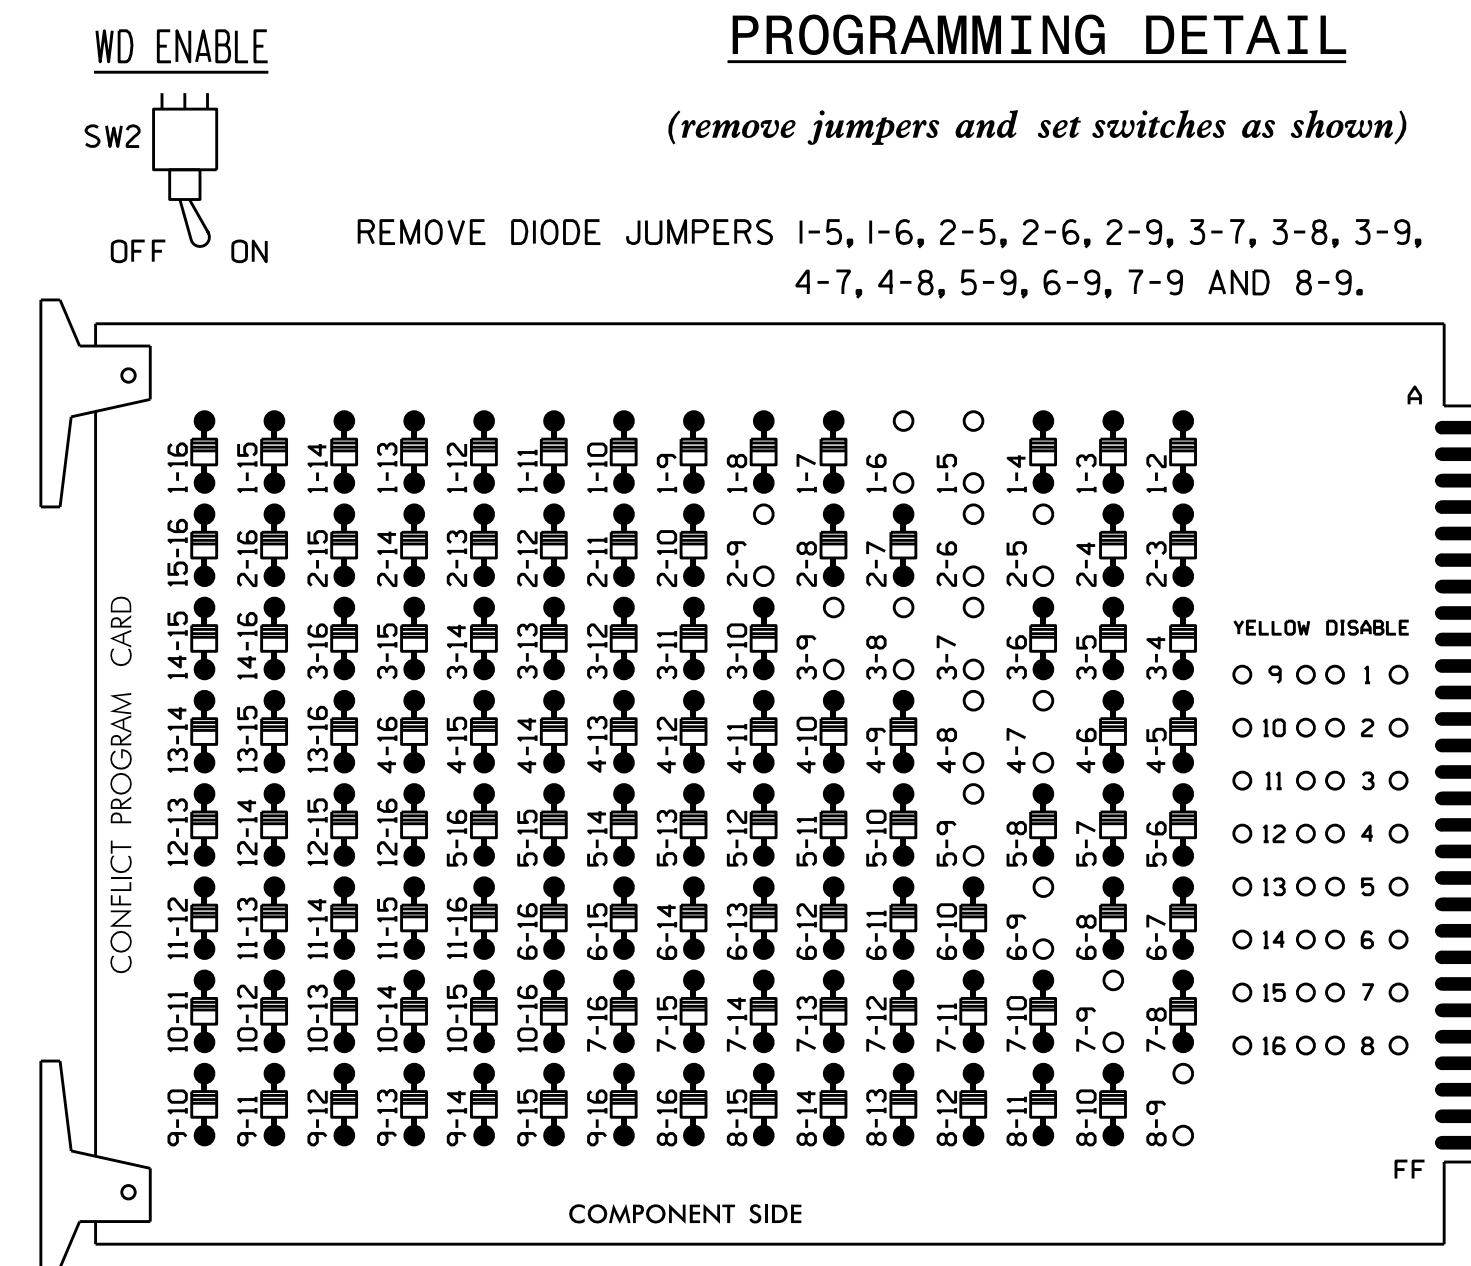 WD ENABLE
SW2
OFF ON
PROGRAMMING DETAIL
(remove jumpers and set switches as shown)
REMOVE DIODE JUMPERS 1-5, 1-6, 2-5, 2-6, 2-9, 3-7, 3-8, 3-9,
4-7, 4-8, 5-9, 6-9, 7-9 AND 8-9.
A
1-16 1-15 1-14 1-13 1-12 1-11 1-10 1-9 1-8 1-7 1-6 1-5 1-4 1-3 1-2
15-16 2-16 2-15 2-14 2-13 2-12 2-11 2-10 2-9 2-8 2-7 2-6 2-5 2-4 2-3
14-15 14-16 3-16 3-15 3-14 3-13 3-12 3-11 3-10 3-9 3-8 3-7 3-6 3-5 3-4
13-14 13-15 13-16 4-16 4-15 4-14 4-13 4-12 4-11 4-10 4-9 4-8 4-7 4-6 4-5
12-13 12-14 12-15 12-16 5-16 5-15 5-14 5-13 5-12 5-11 5-10 5-9 5-8 5-7 5-6
11-12 11-13 11-14 11-15 11-16 6-16 6-15 6-14 6-13 6-12 6-11 6-10 6-9 6-8 6-7
10-11 10-12 10-13 10-14 10-15 10-16 7-16 7-15 7-14 7-13 7-12 7-11 7-10 7-9 7-8
9-10 9-11 9-12 9-13 9-14 9-15 9-16 8-16 8-15 8-14 8-13 8-12 8-11 8-10 8-9
CONFLICT PROGRAM CARD
YELLOW DISABLE
9 1
10 2
11 3
12 4
13 5
14 6
15 7
16 8
FF
COMPONENT SIDE